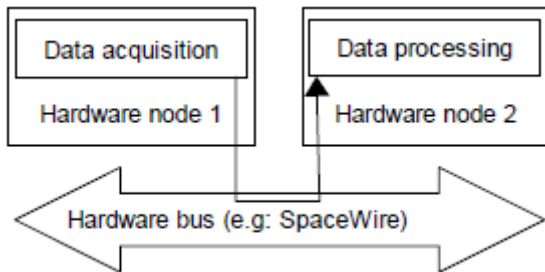 Data acquisition
Data processing
Hardware node 1
Hardware node 2
Hardware bus (e.g: SpaceWire)